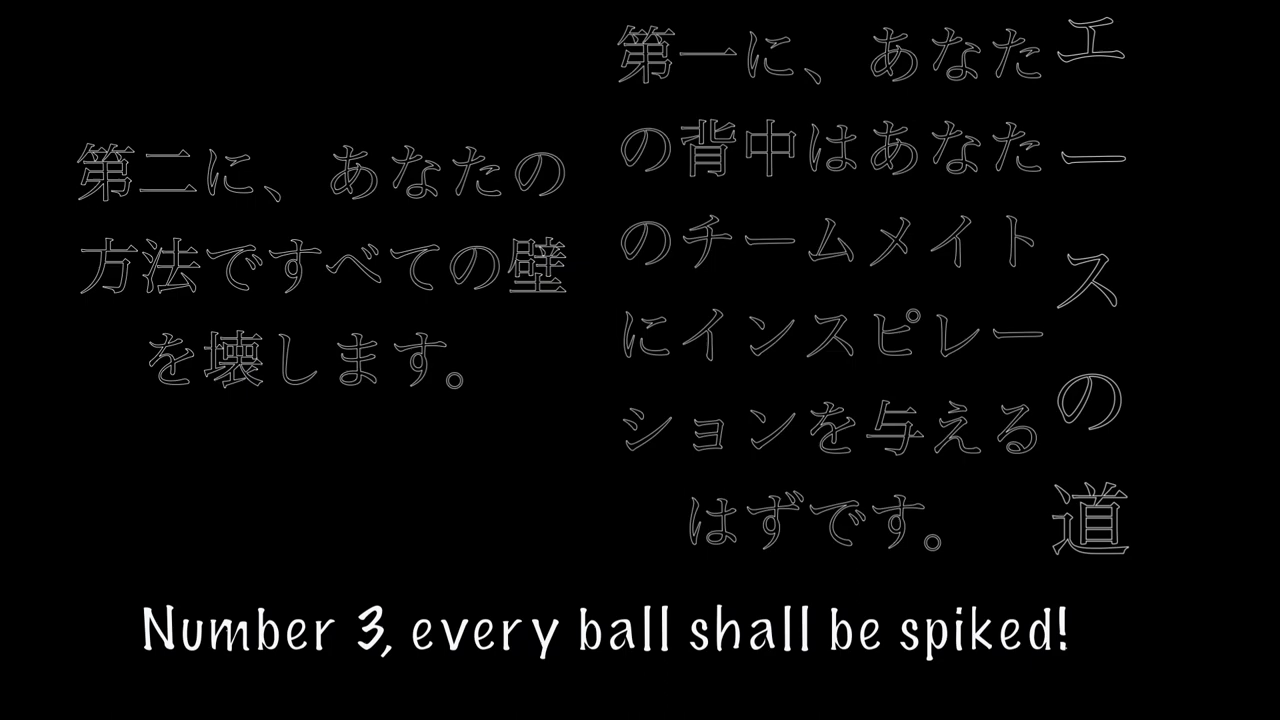 エースの道
第一に、あなた
の背中はあなた
のチームメイト
にインスピレー
ションを与える
はずです。
第二に、あなたの
方法ですべての壁
を壊します。
Number 3, every ball shall be spiked!